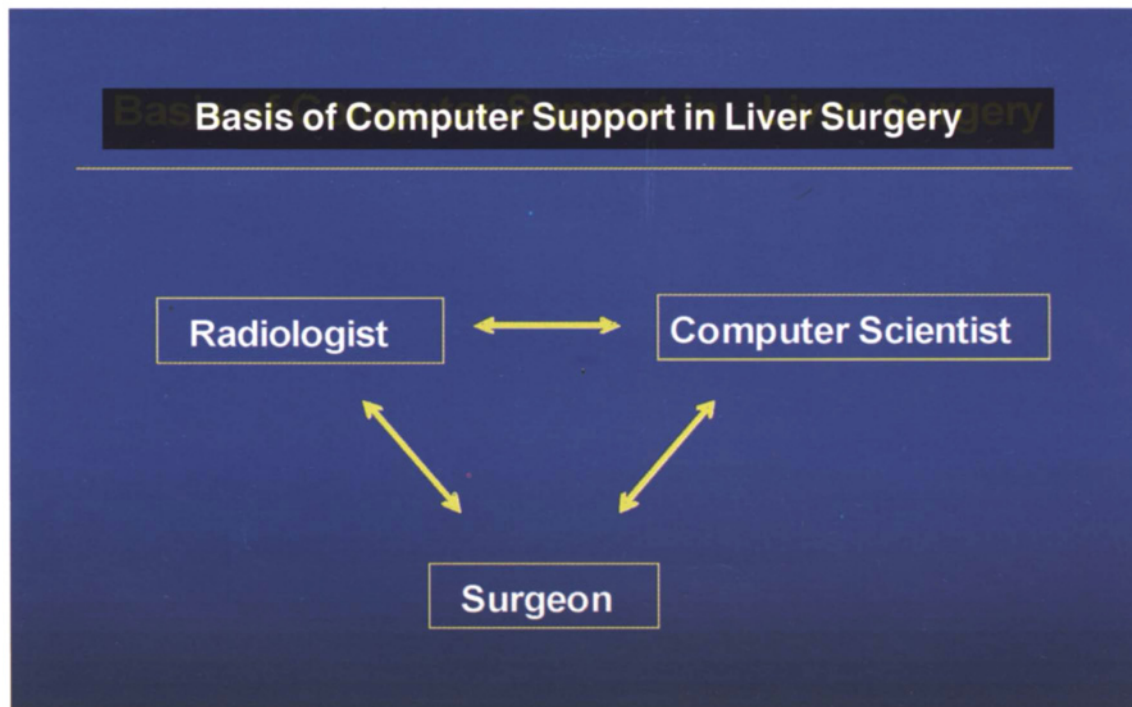 Basis of Computer Support in Liver Surgery
Radiologist
Computer Scientist
Surgeon